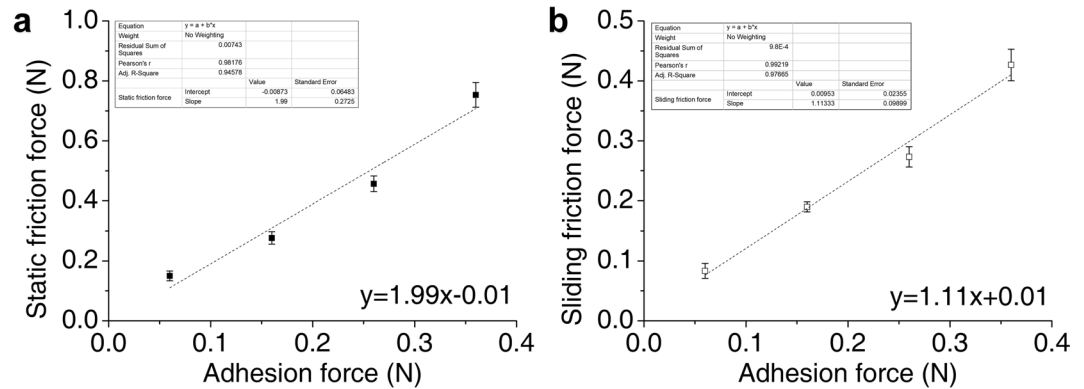 a
Equation y = a + b*x
Weight No Weighting
Residual Sum of Squares 0.00743
Pearson's r 0.98176
Adj. R-Square 0.94578
Value Standard Error
Static friction force Intercept -0.00873 0.06483
Slope 1.99 0.2725
Static friction force (N)
1.0
0.8
0.6
0.4
0.2
0.0
y=1.99x-0.01
0.0 0.1 0.2 0.3 0.4
Adhesion force (N)
b
Equation y = a + b*x
Weight No Weighting
Residual Sum of Squares 9.8E-4
Pearson's r 0.99219
Adj. R-Square 0.97665
Value Standard Error
Sliding friction force Intercept 0.00953 0.02355
Slope 1.11333 0.09899
Sliding friction force (N)
0.5
0.4
0.3
0.2
0.1
0.0
y=1.11x+0.01
0.0 0.1 0.2 0.3 0.4
Adhesion force (N)